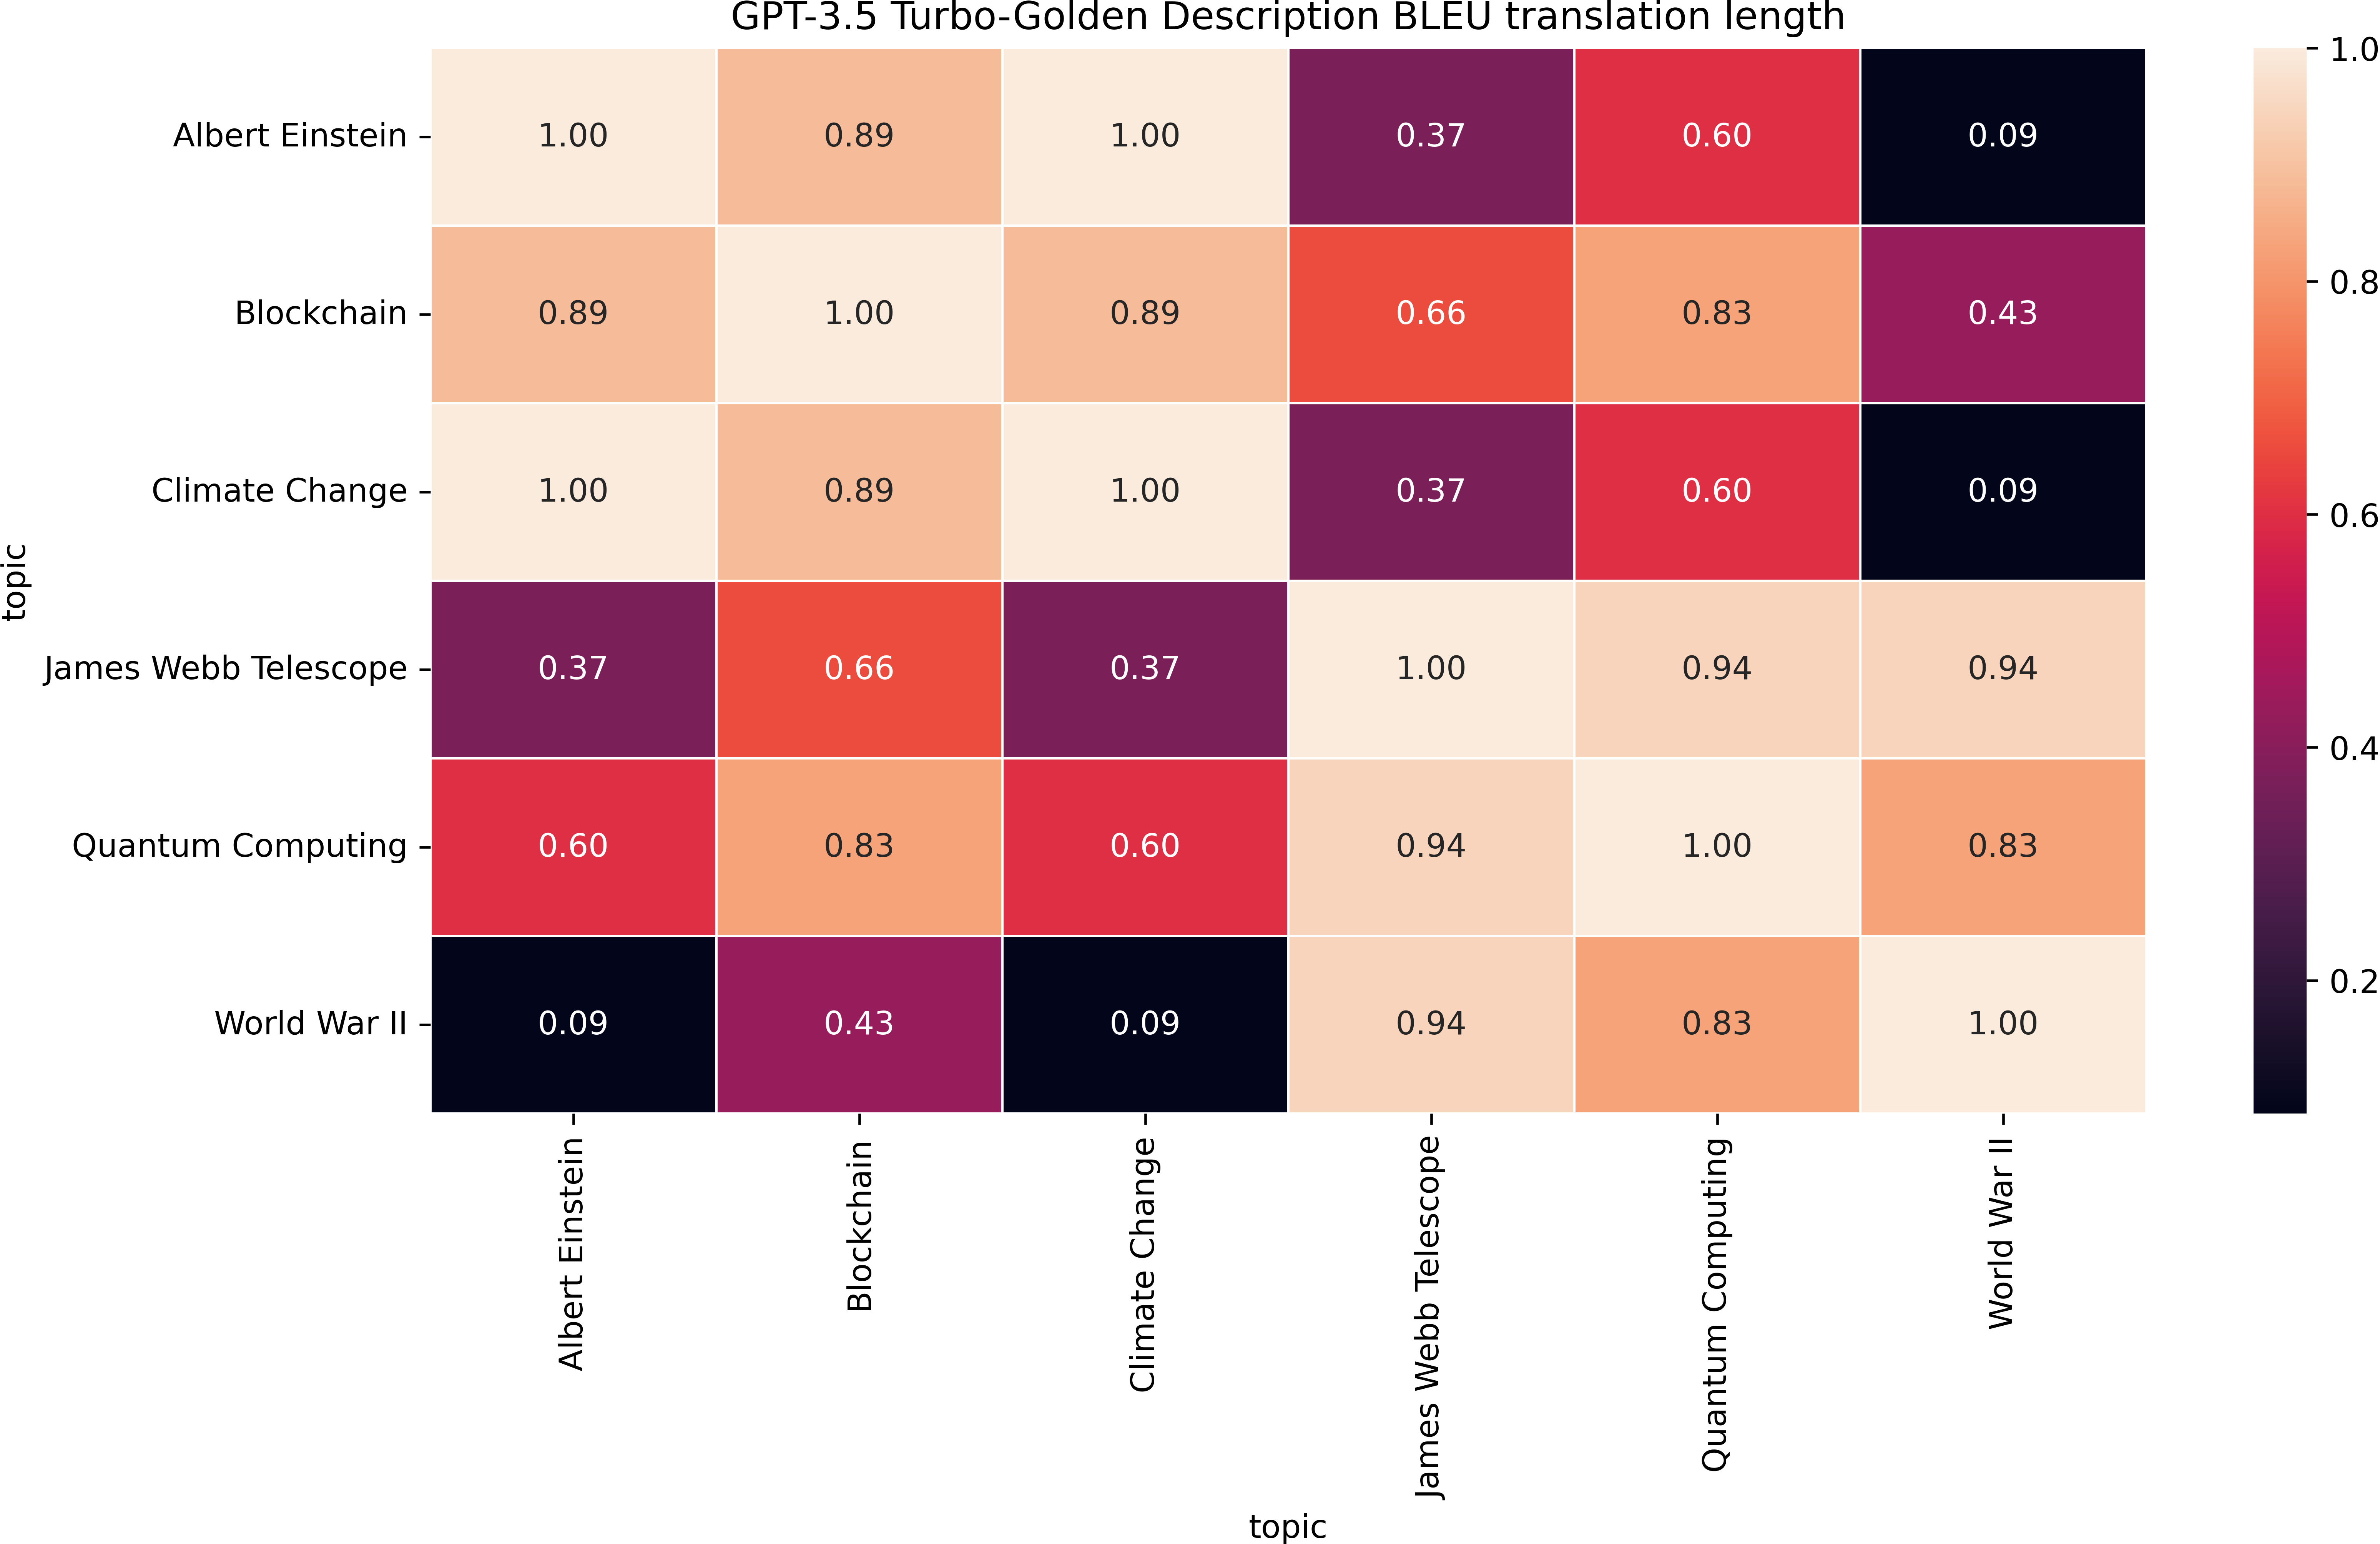 GPT-3.5 Turbo-Golden Description BLEU translation length
topic
Albert Einstein 1.00 0.89 1.00 0.37 0.60 0.09
Blockchain 0.89 1.00 0.89 0.66 0.83 0.43
Climate Change 1.00 0.89 1.00 0.37 0.60 0.09
James Webb Telescope 0.37 0.66 0.37 1.00 0.94 0.94
Quantum Computing 0.60 0.83 0.60 0.94 1.00 0.83
World War II 0.09 0.43 0.09 0.94 0.83 1.00
Albert Einstein
Blockchain
Climate Change
James Webb Telescope
Quantum Computing
World War II
topic
1.0
0.8
0.6
0.4
0.2